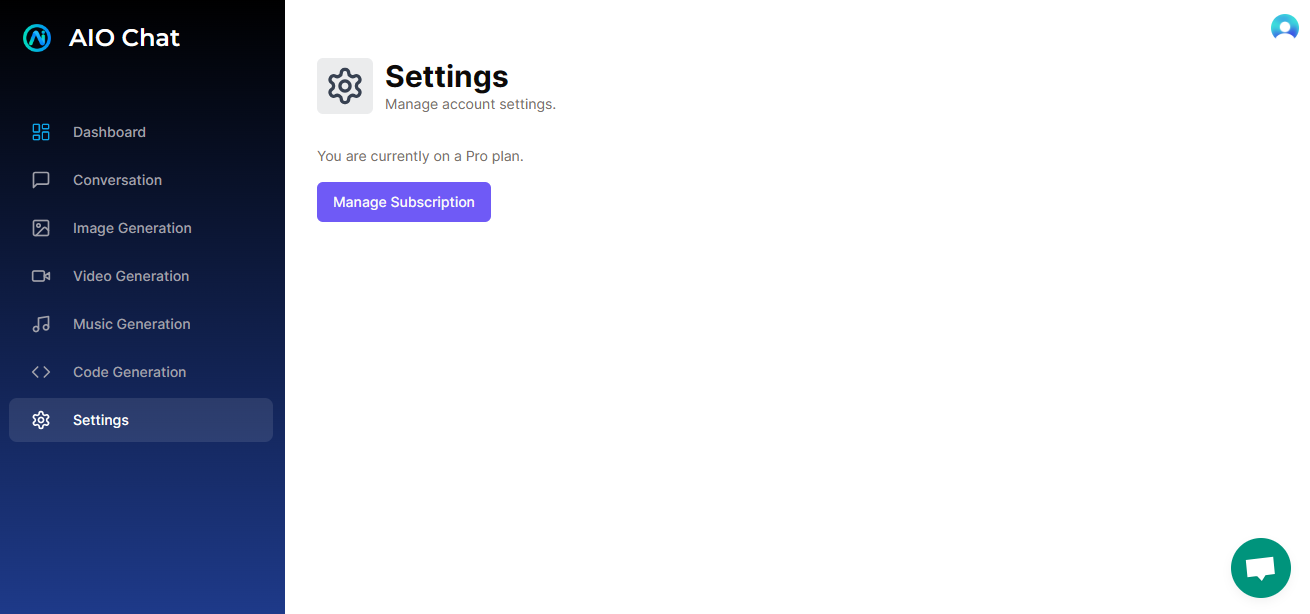 AIO Chat
Dashboard
Conversation
Image Generation
Video Generation
Music Generation
Code Generation
Settings
Settings
Manage account settings.
You are currently on a Pro plan.
Manage Subscription